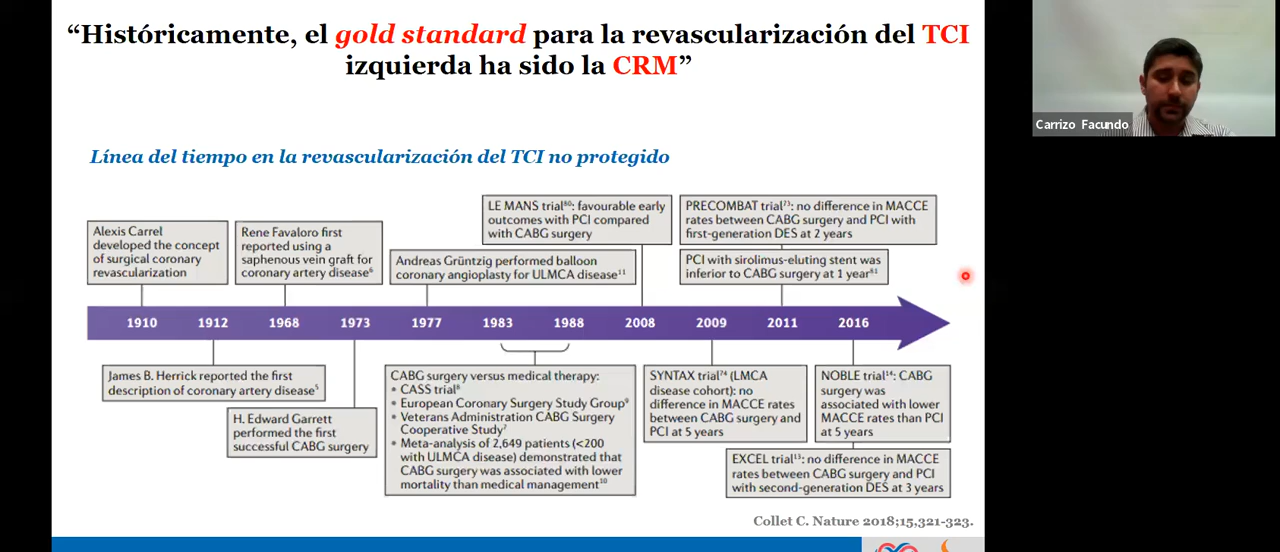 “Históricamente, el gold standard para la revascularización del TCI
izquierda ha sido la CRM”
Carrizo Facundo
Línea del tiempo en la revascularización del TCI no protegido
Alexis Carrel
developed the concept
of surgical coronary
revascularization
Rene Favaloro first
reported using a
saphenous vein graft for
coronary artery disease⁶
Andreas Grüntzig performed balloon
coronary angioplasty for ULMCA disease¹¹
LE MANS trial⁸⁰: favourable early
outcomes with PCI compared
with CABG surgery
PRECOMBAT trial⁷³: no difference in MACCE
rates between CABG surgery and PCI with
first-generation DES at 2 years
PCI with sirolimus-eluting stent was
inferior to CABG surgery at 1 year⁸¹
1910 1912 1968 1973 1977 1983 1988 2008 2009 2011 2016
James B. Herrick reported the first
description of coronary artery disease⁵
H. Edward Garrett
performed the first
successful CABG surgery
CABG surgery versus medical therapy:
• CASS trial⁸
• European Coronary Surgery Study Group⁹
• Veterans Administration CABG Surgery
Cooperative Study⁷
• Meta-analysis of 2,649 patients (<200
with ULMCA disease) demonstrated that
CABG surgery was associated with lower
mortality than medical management¹⁰
SYNTAX trial⁷⁴ (LMCA
disease cohort): no
difference in MACCE rates
between CABG surgery and
PCI at 5 years
NOBLE trial¹⁴: CABG
surgery was
associated with lower
MACCE rates than PCI
at 5 years
EXCEL trial¹³: no difference in MACCE
rates between CABG surgery and PCI
with second-generation DES at 3 years
Collet C. Nature 2018;15,321-323.